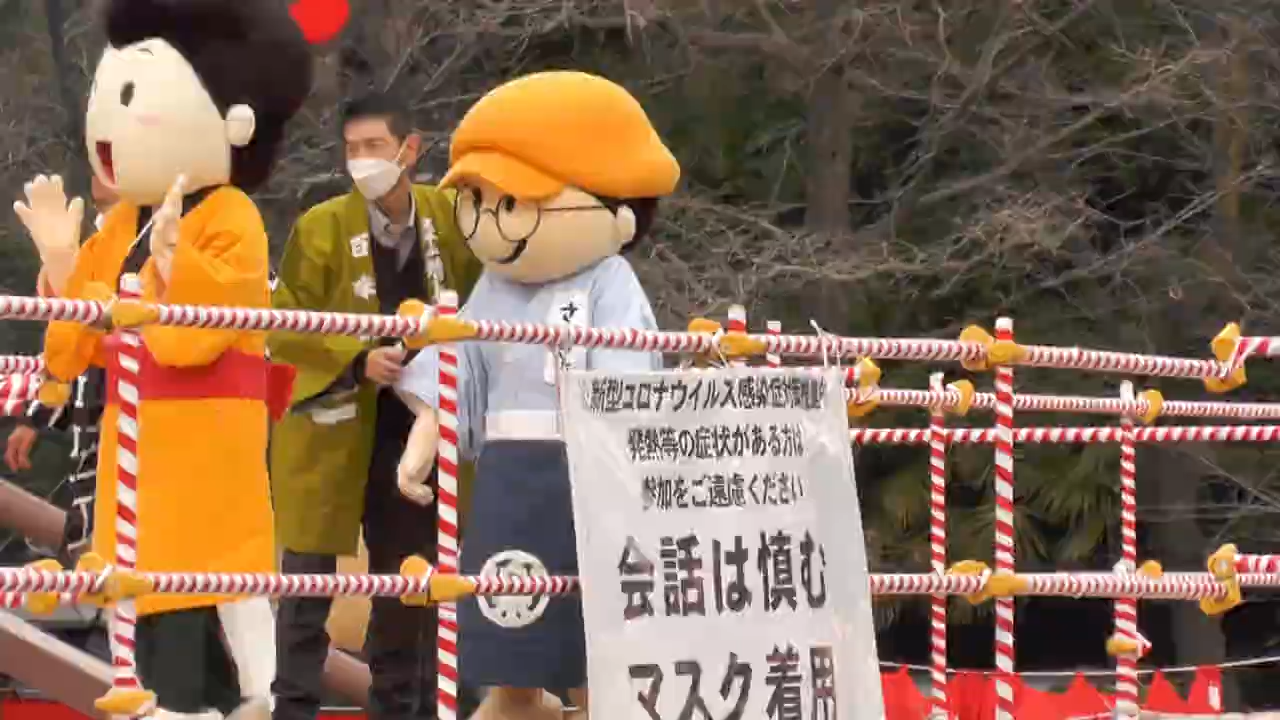 さ
新型コロナウイルス感染症対策
発熱等の症状がある方は
参加をご遠慮ください
会話は慎む
マスク着用